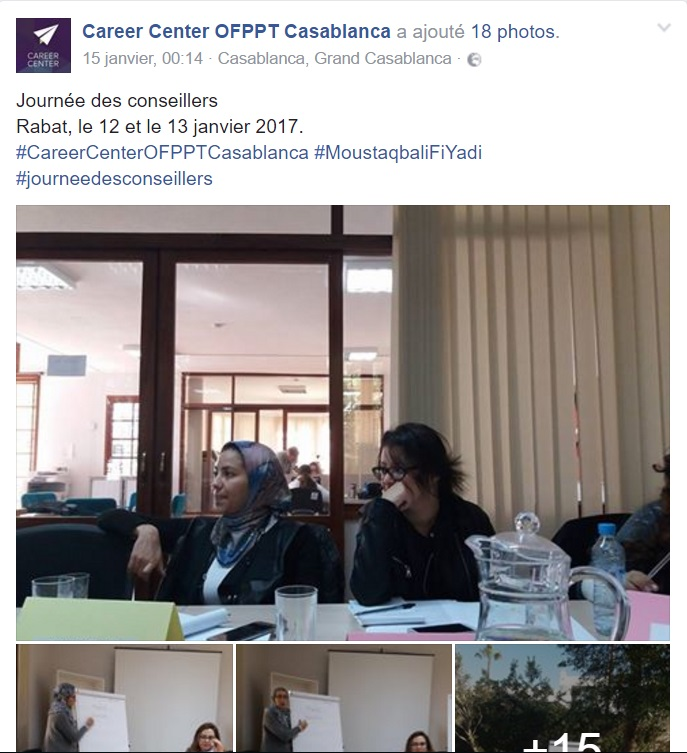 CAREER
CENTER
Career Center OFPPT Casablanca a ajouté 18 photos.
15 janvier, 00:14 · Casablanca, Grand Casablanca ·
Journée des conseillers
Rabat, le 12 et le 13 janvier 2017.
#CareerCenterOFPPTCasablanca #MoustaqbaliFiYadi
#journeedesconseillers
+15